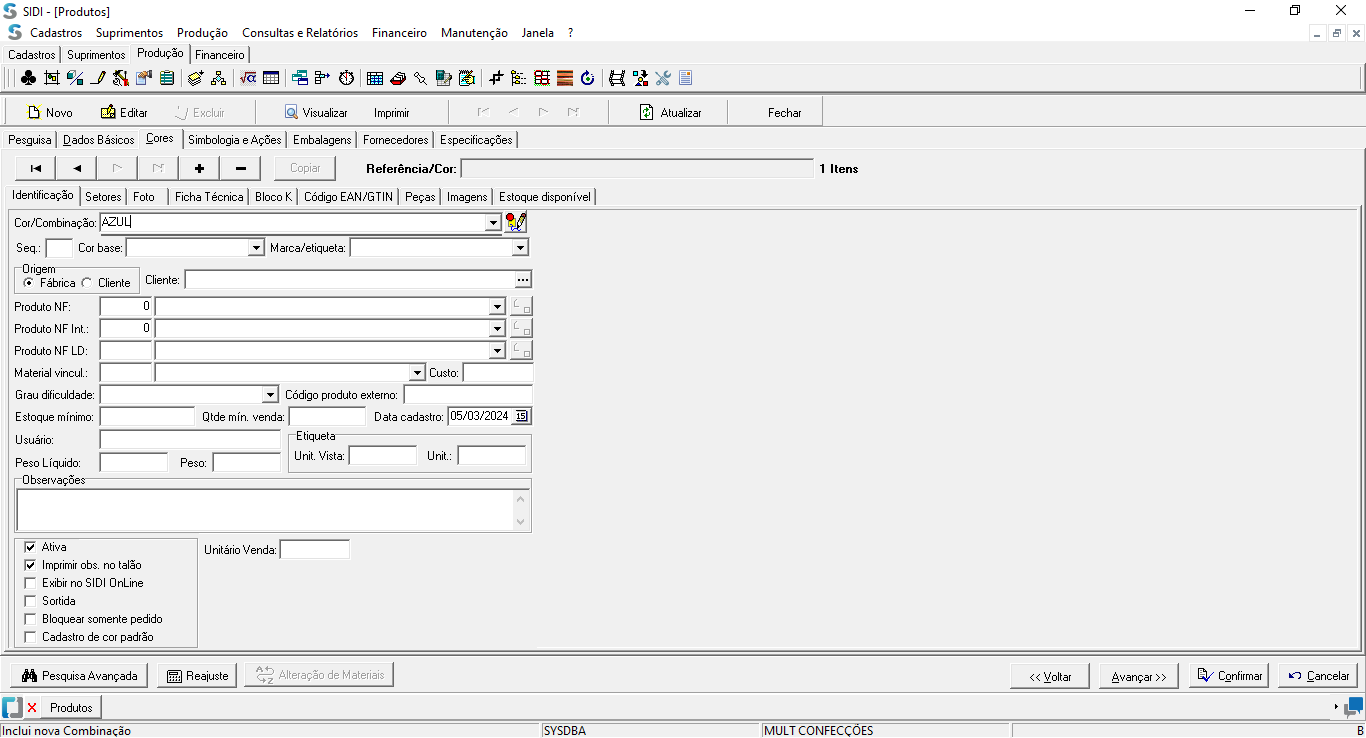 SIDI - [Produtos]
Cadastros Suprimentos Produção Consultas e Relatórios Financeiro Manutenção Janela ?
Cadastros Suprimentos Produção Financeiro
Novo Editar Excluir Visualizar Imprimir Atualizar Fechar
Pesquisa Dados Básicos Cores Simbologia e Ações Embalagens Fornecedores Especificações
Copiar Referência/Cor: 1 Itens
Identificação Setores Foto Ficha Técnica Bloco K Código EAN/GTIN Peças Imagens Estoque disponível
Cor/Combinação: AZUL
Seq.: Cor base: Marca/etiqueta:
Origem
Fábrica Cliente Cliente: ...
Produto NF: 0
Produto NF Int.: 0
Produto NF LD:
Material vincul.: Custo:
Grau dificuldade: Código produto externo:
Estoque mínimo: Qtde mín. venda: Data cadastro: 05/03/2024 15
Usuário:
Etiqueta
Unit. Vista: Unit.:
Peso Líquido: Peso:
Observações
Ativa
Unitário Venda:
Imprimir obs. no talão
Exibir no SIDI OnLine
Sortida
Bloquear somente pedido
Cadastro de cor padrão
Pesquisa Avançada Reajuste Alteração de Materiais << Voltar Avançar >> Confirmar Cancelar
Produtos
Inclui nova Combinação SYSDBA MULT CONFECÇÕES B